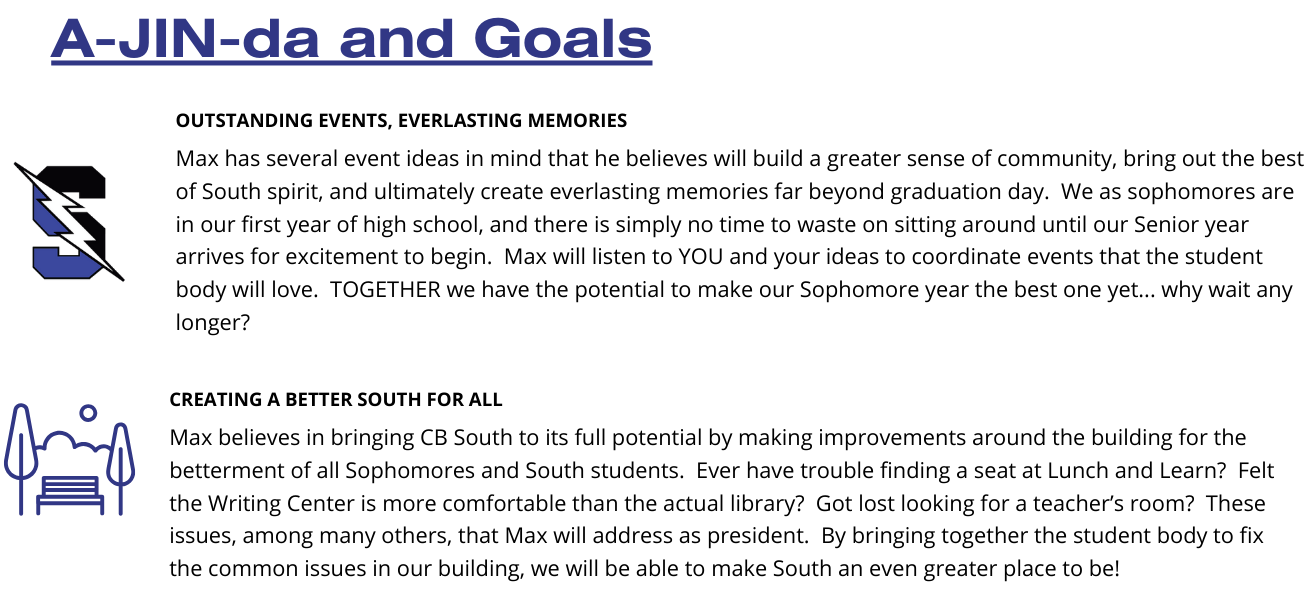 A-JIN-da and Goals
OUTSTANDING EVENTS, EVERLASTING MEMORIES
Max has several event ideas in mind that he believes will build a greater sense of community, bring out the best
of South spirit, and ultimately create everlasting memories far beyond graduation day.  We as sophomores are
in our first year of high school, and there is simply no time to waste on sitting around until our Senior year
arrives for excitement to begin.  Max will listen to YOU and your ideas to coordinate events that the student
body will love.  TOGETHER we have the potential to make our Sophomore year the best one yet... why wait any
longer?
S
CREATING A BETTER SOUTH FOR ALL
Max believes in bringing CB South to its full potential by making improvements around the building for the
betterment of all Sophomores and South students.  Ever have trouble finding a seat at Lunch and Learn?  Felt
the Writing Center is more comfortable than the actual library?  Got lost looking for a teacher’s room?  These
issues, among many others, that Max will address as president.  By bringing together the student body to fix
the common issues in our building, we will be able to make South an even greater place to be!